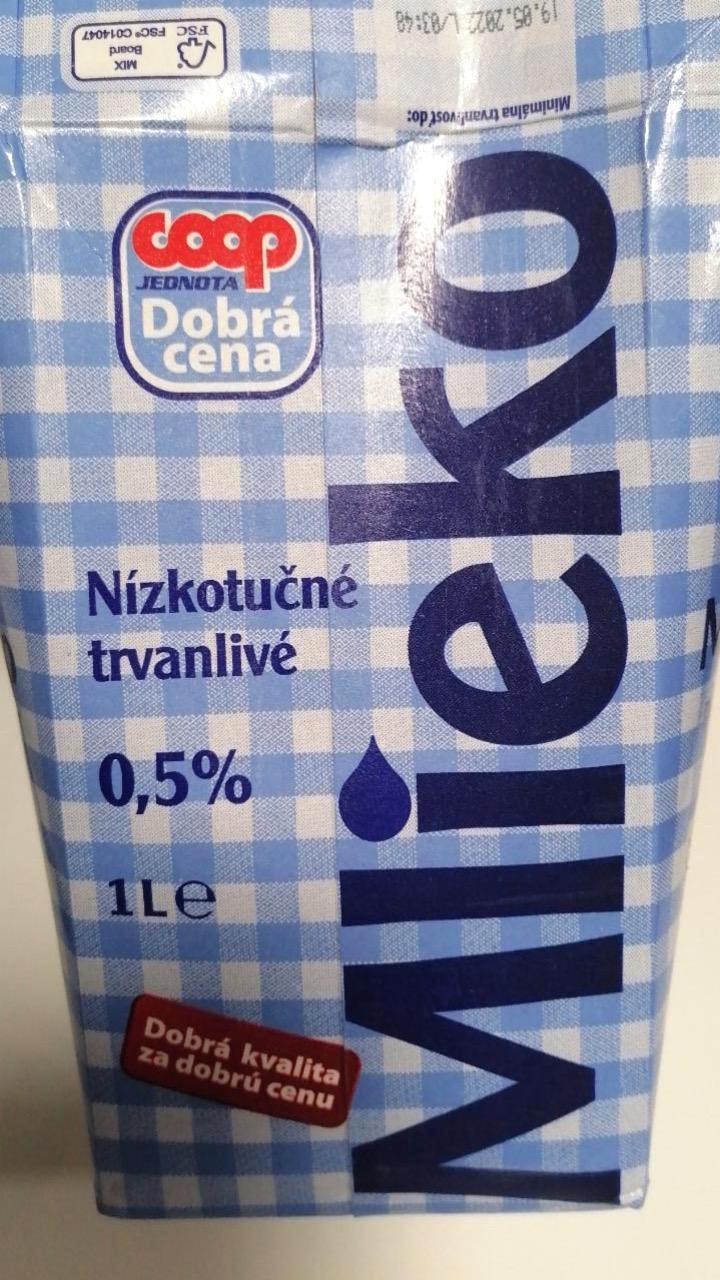 MIX
Board
FSC® C014047
FSC
19.05.2022 L/03:48
Minimálna trvanlivosť do:
coop
JEDNOTA
Dobrá
cena
Mlieko
Nízkotučné
trvanlivé
0,5%
1L℮
Dobrá kvalita
za dobrú cenu